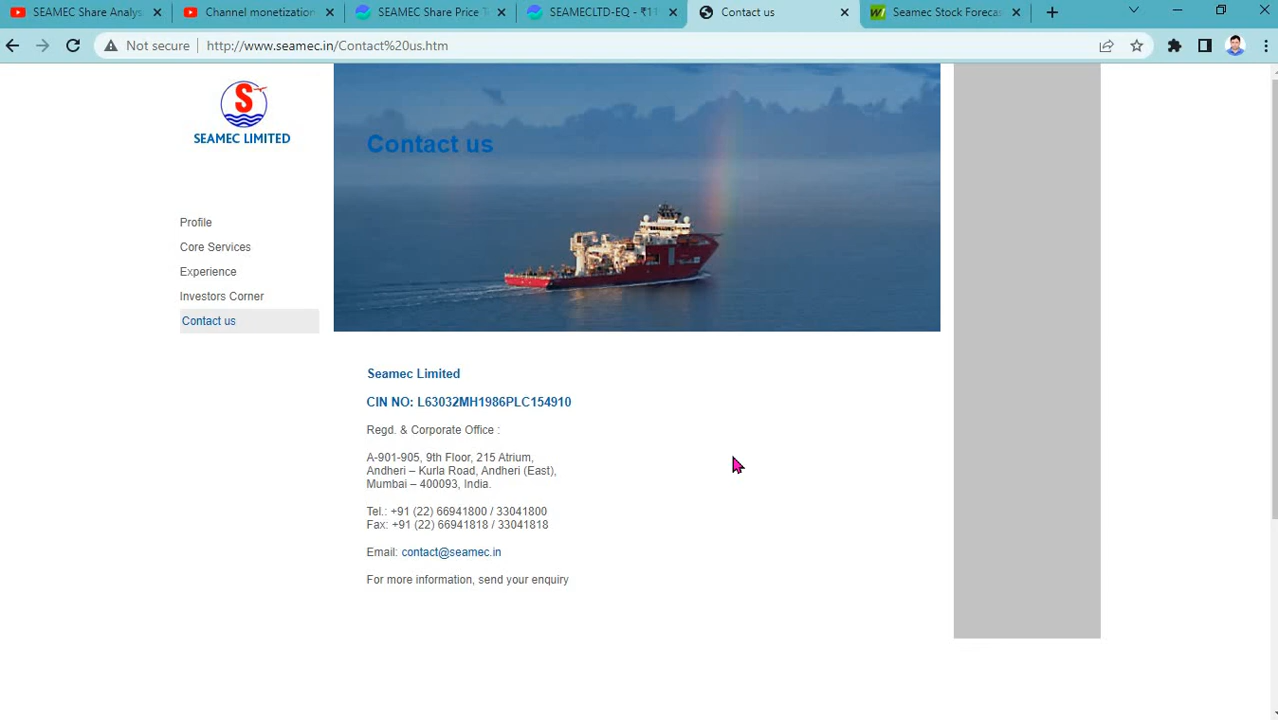 SEAMEC Share Analys
Channel monetization
SEAMEC Share Price T
SEAMECLTD-EQ - ₹11
Contact us
Seamec Stock Foreca
Not secure
http://www.seamec.in/Contact%20us.htm
S
SEAMEC LIMITED
Contact us
Profile
Core Services
Experience
Investors Corner
Contact us
Seamec Limited
CIN NO: L63032MH1986PLC154910
Regd. & Corporate Office :
A-901-905, 9th Floor, 215 Atrium,
Andheri – Kurla Road, Andheri (East),
Mumbai – 400093, India.
Tel.: +91 (22) 66941800 / 33041800
Fax: +91 (22) 66941818 / 33041818
Email: contact@seamec.in
For more information, send your enquiry